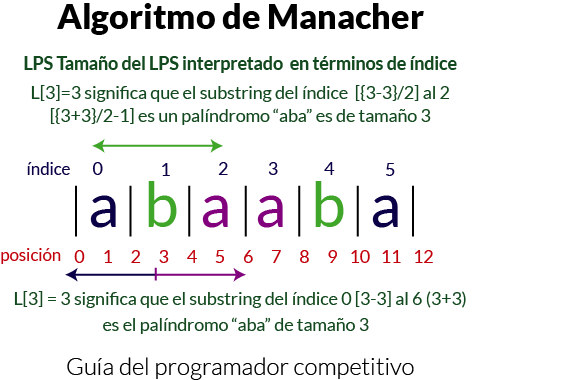 Algoritmo de Manacher
LPS Tamaño del LPS interpretado en términos de índice
L[3]=3 significa que el substring del índice [{3-3}/2] al 2
[{3+3}/2-1] es un palíndromo “aba” es de tamaño 3
índice 0 1 2 3 4 5
a b a a b a
posición 0 1 2 3 4 5 6 7 8 9 10 11 12
L[3] = 3 significa que el substring del índice 0 [3-3] al 6 (3+3)
es el palíndromo “aba” de tamaño 3
Guía del programador competitivo